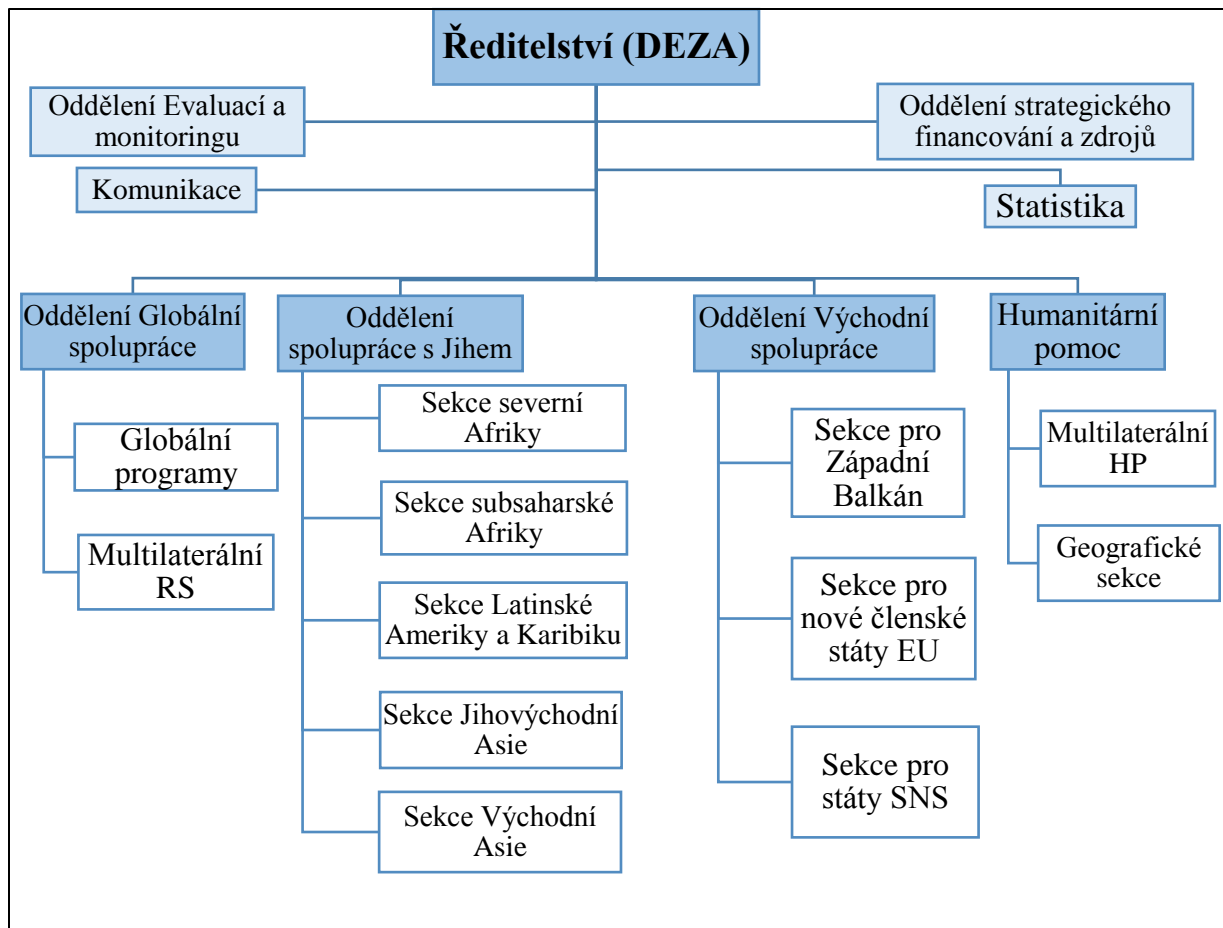 Ředitelství (DEZA)
Oddělení Evaluací a
monitoringu
Oddělení strategického
financování a zdrojů
Komunikace
Statistika
Oddělení Globální
spolupráce
Oddělení
spolupráce s Jihem
Oddělení Východní
spolupráce
Humanitární
pomoc
Globální
programy
Multilaterální
RS
Sekce severní
Afriky
Sekce subsaharské
Afriky
Sekce Latinské
Ameriky a Karibiku
Sekce Jihovýchodní
Asie
Sekce Východní
Asie
Sekce pro
Západní
Balkán
Sekce pro
nové členské
státy EU
Sekce pro
státy SNS
Multilaterální
HP
Geografické
sekce